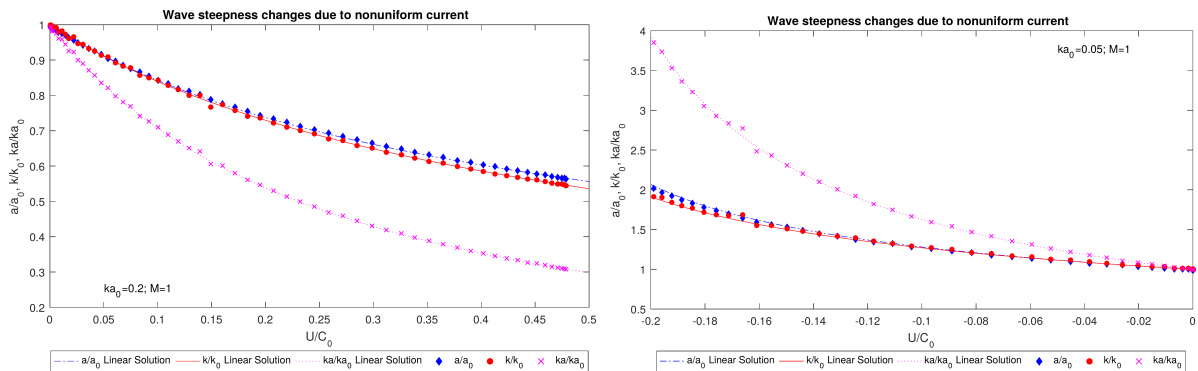 Wave steepness changes due to nonuniform current
1
0.9
0.8
0.7
0.6
0.5
0.4
0.3
0.2
a/a0, k/k0, ka/ka0
ka0=0.2; M=1
0 0.05 0.1 0.15 0.2 0.25 0.3 0.35 0.4 0.45 0.5
U/C0
a/a0 Linear Solution k/k0 Linear Solution ka/ka0 Linear Solution a/a0 k/k0 ka/ka0
Wave steepness changes due to nonuniform current
4
3.5
3
2.5
2
1.5
1
0.5
a/a0, k/k0, ka/ka0
ka0=0.05; M=1
-0.2 -0.18 -0.16 -0.14 -0.12 -0.1 -0.08 -0.06 -0.04 -0.02 0
U/C0
a/a0 Linear Solution k/k0 Linear Solution ka/ka0 Linear Solution a/a0 k/k0 ka/ka0